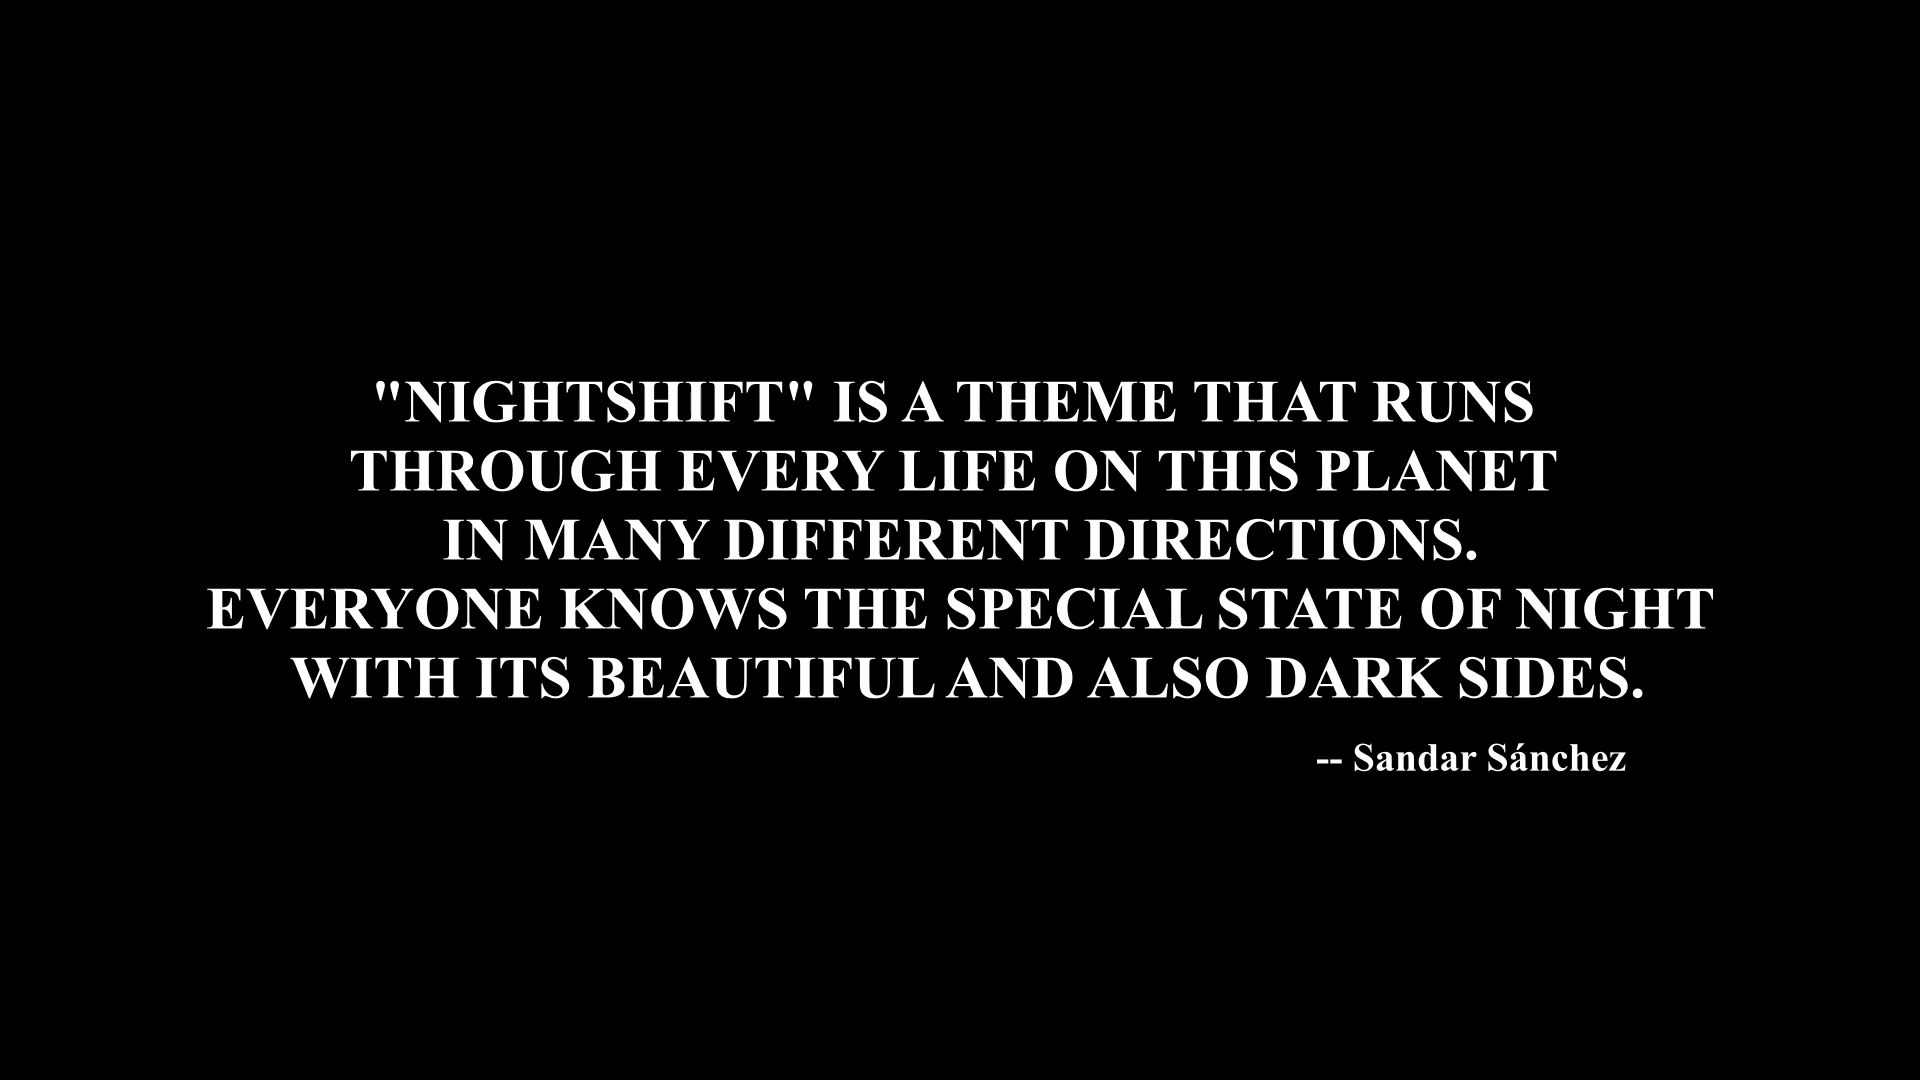 "NIGHTSHIFT" IS A THEME THAT RUNS
THROUGH EVERY LIFE ON THIS PLANET
IN MANY DIFFERENT DIRECTIONS.
EVERYONE KNOWS THE SPECIAL STATE OF NIGHT
WITH ITS BEAUTIFUL AND ALSO DARK SIDES.
-- Sandar Sánchez